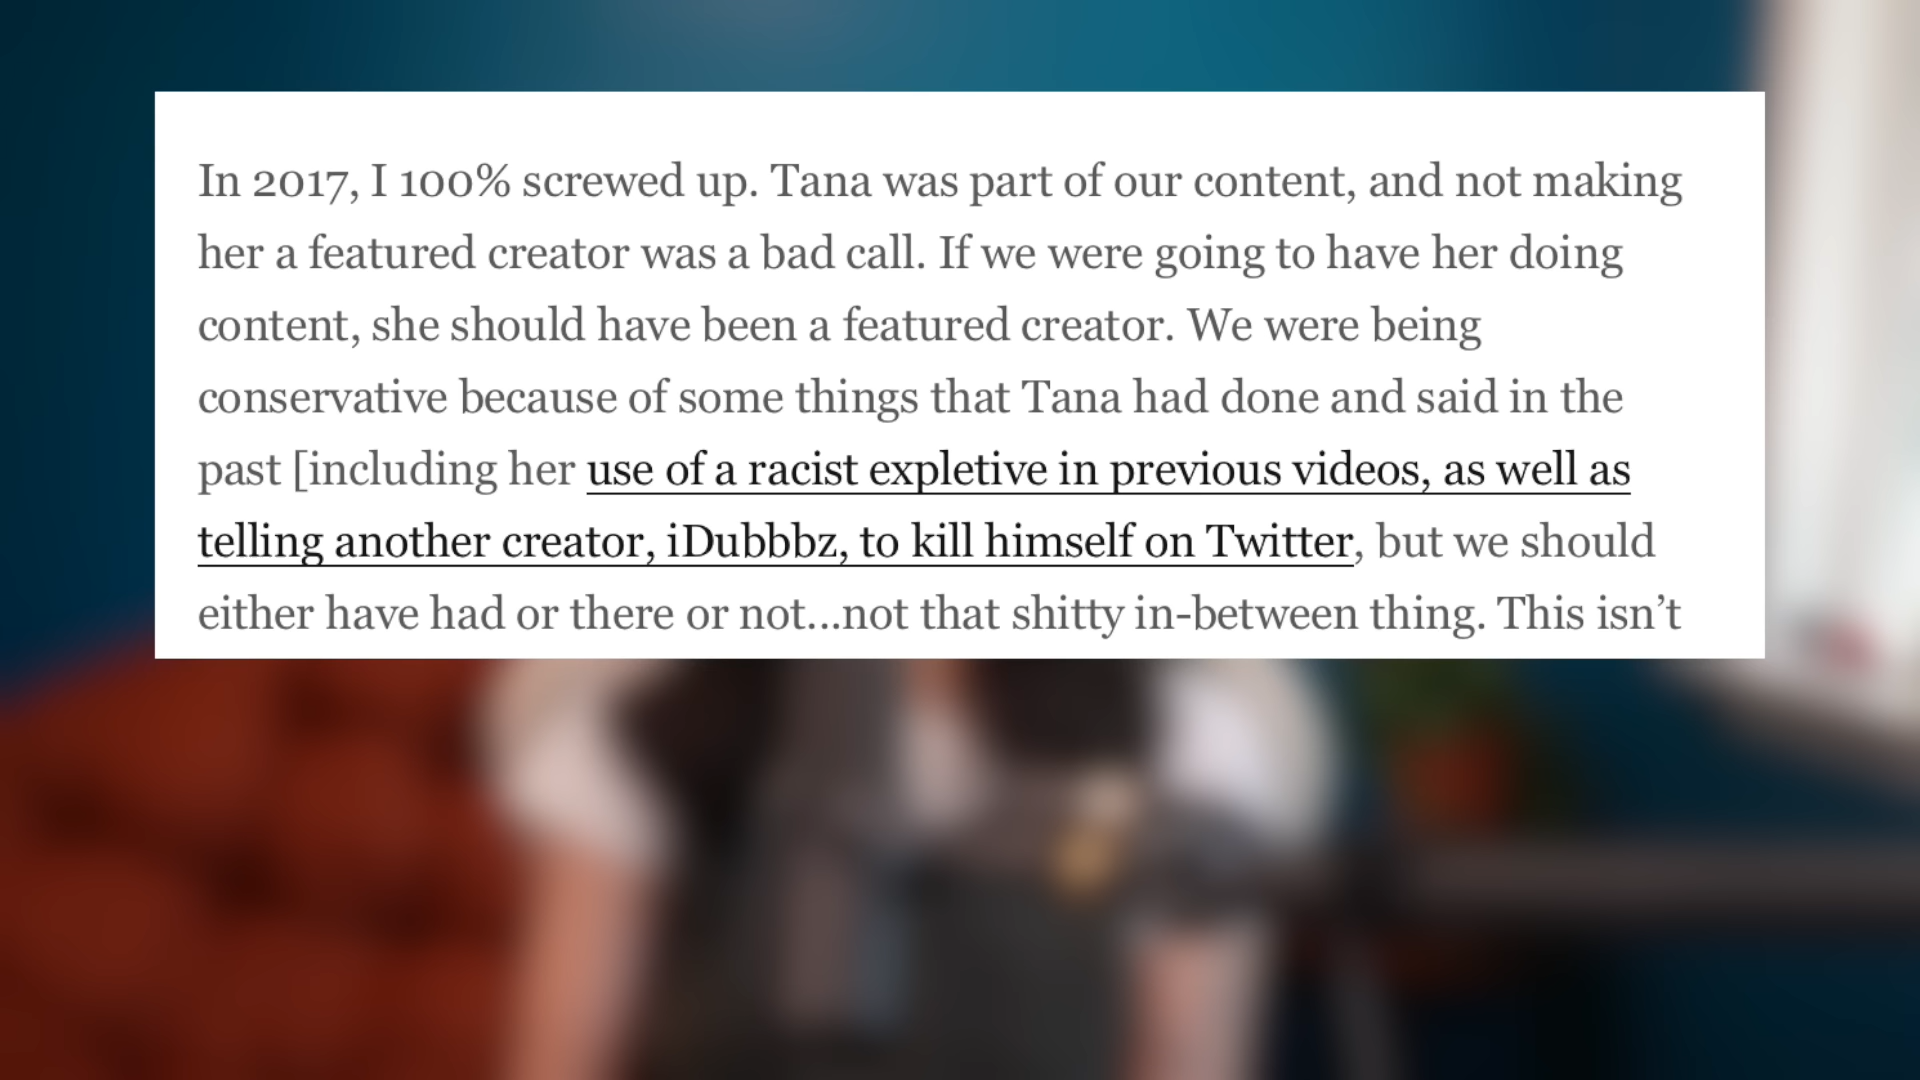 In 2017, I 100% screwed up. Tana was part of our content, and not making
her a featured creator was a bad call. If we were going to have her doing
content, she should have been a featured creator. We were being
conservative because of some things that Tana had done and said in the
past [including her use of a racist expletive in previous videos, as well as
telling another creator, iDubbbz, to kill himself on Twitter, but we should
either have had or there or not...not that shitty in-between thing. This isn’t